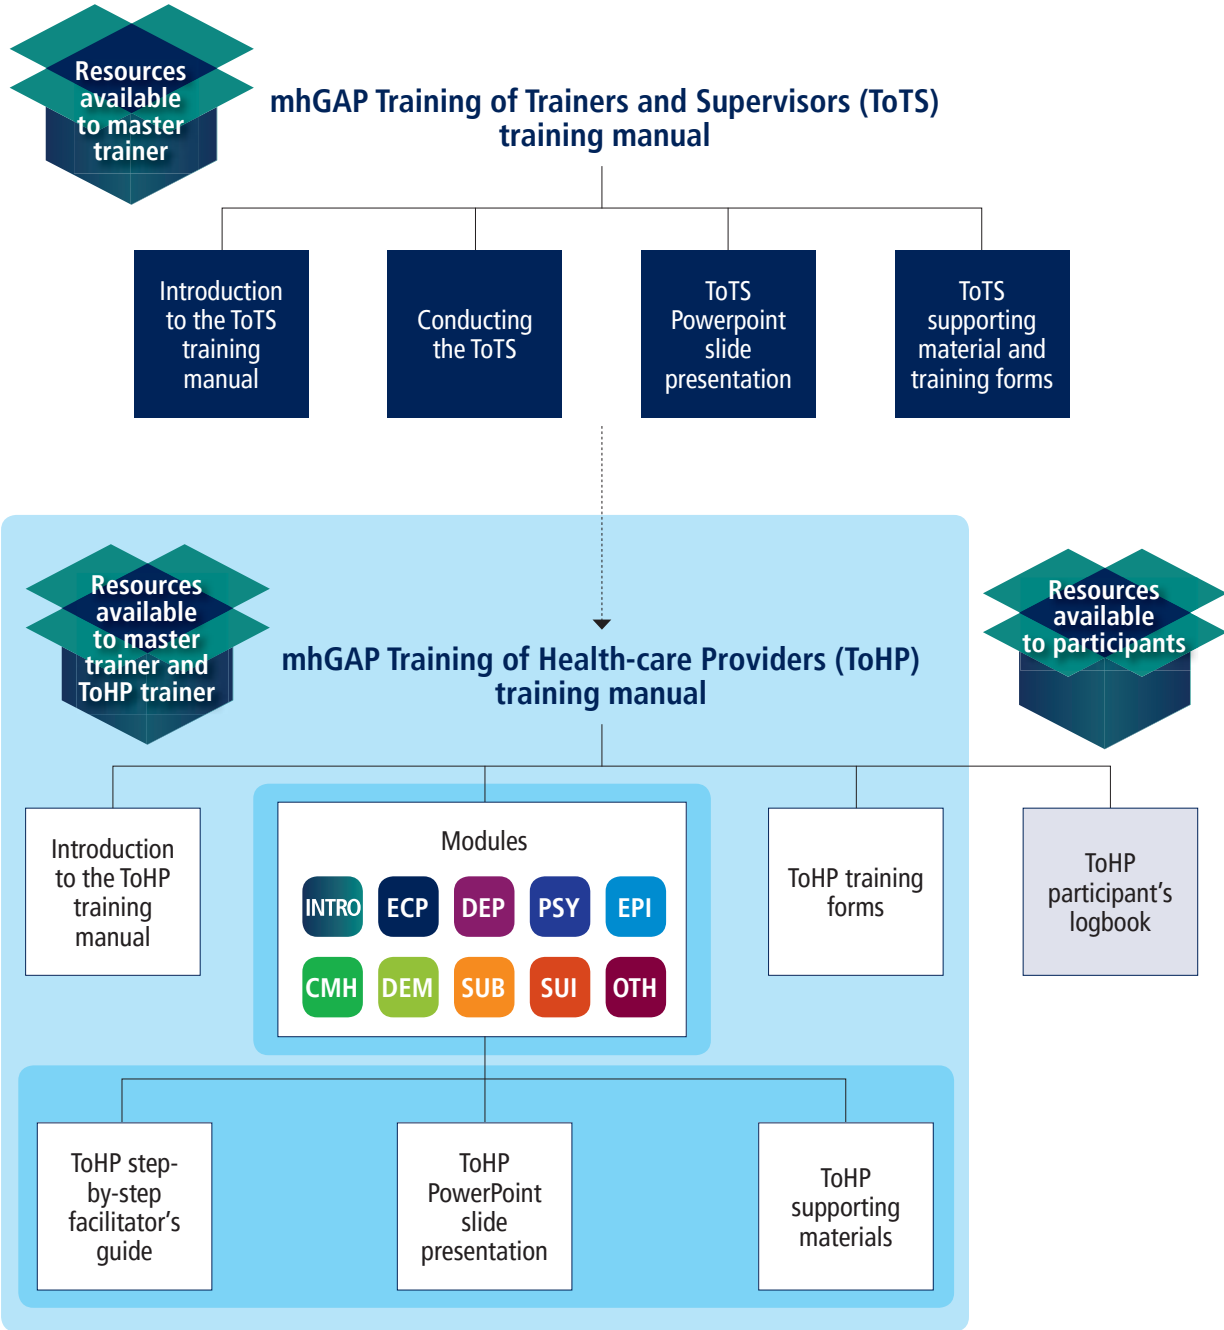 Resources
available
to master
trainer
mhGAP Training of Trainers and Supervisors (ToTS)
training manual
Introduction
to the ToTS
training
manual
Conducting
the ToTS
ToTS
Powerpoint
slide
presentation
ToTS
supporting
material and
training forms
Resources
available
to master
trainer and
ToHP trainer
mhGAP Training of Health-care Providers (ToHP)
training manual
Resources
available
to participants
Introduction
to the ToHP
training
manual
Modules
INTRO ECP DEP PSY EPI
CMH DEM SUB SUI OTH
ToHP training
forms
ToHP
participant’s
logbook
ToHP step-
by-step
facilitator’s
guide
ToHP
PowerPoint
slide
presentation
ToHP
supporting
materials